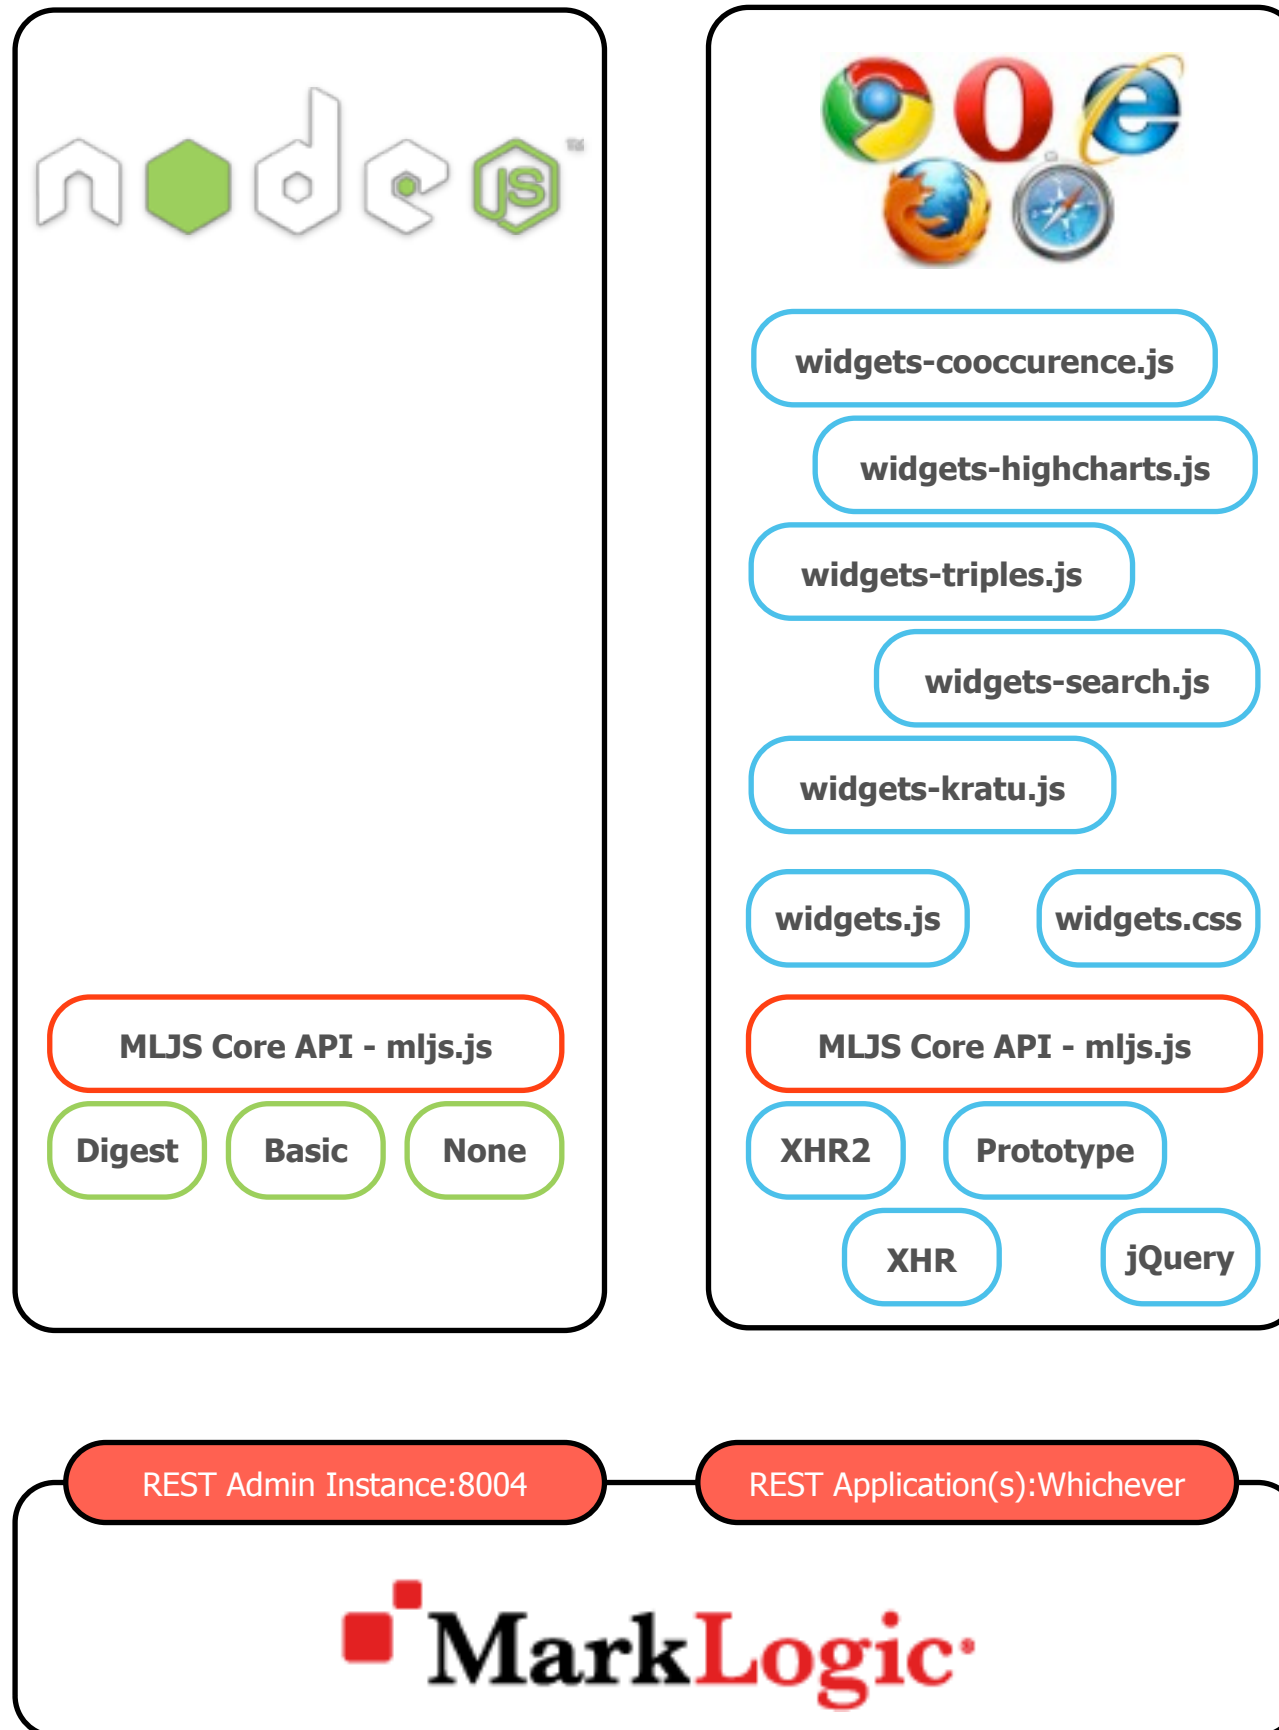 node JS
™
MLJS Core API - mljs.js
Digest
Basic
None
widgets-cooccurence.js
widgets-highcharts.js
widgets-triples.js
widgets-search.js
widgets-kratu.js
widgets.js
widgets.css
MLJS Core API - mljs.js
XHR2
Prototype
XHR
jQuery
REST Admin Instance:8004
REST Application(s):Whichever
MarkLogic